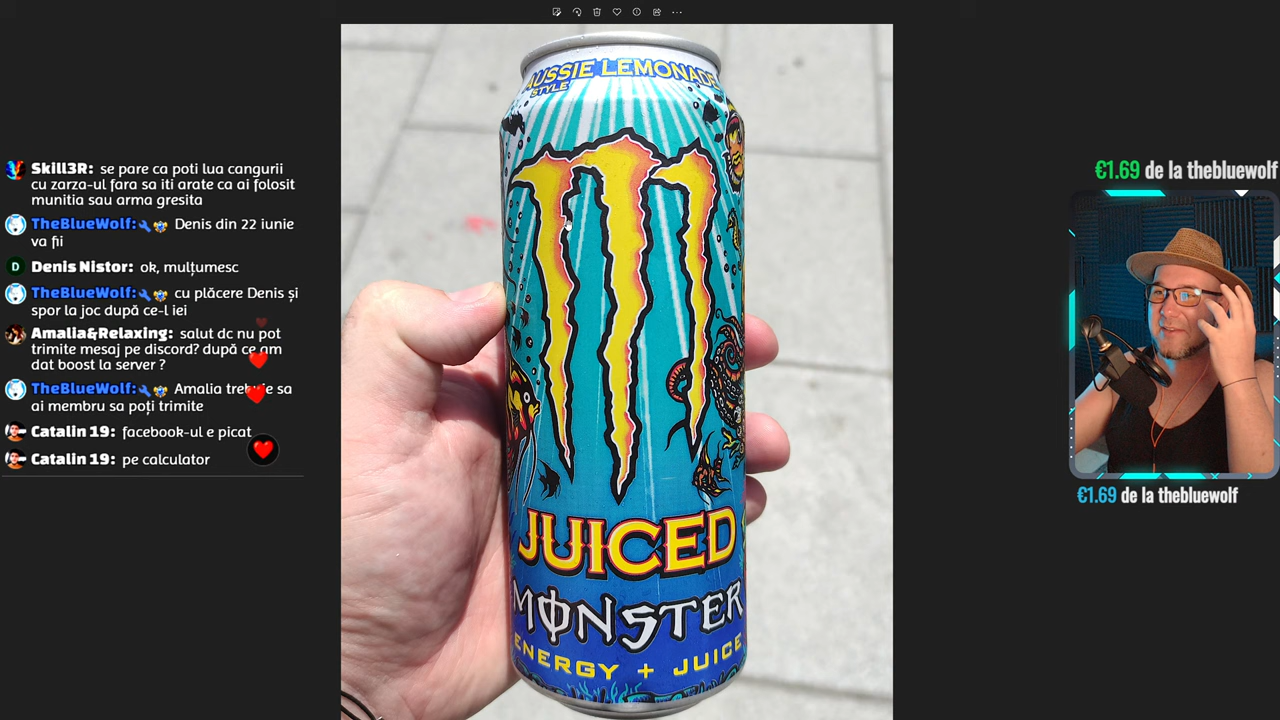 Skill3R: se pare ca poti lua cangurii
cu zarza-ul fara sa iti arate ca ai folosit
munitia sau arma gresita
TheBlueWolf: Denis din 22 iunie
va fii
D Denis Nistor: ok, mulțumesc
TheBlueWolf: cu plăcere Denis și
spor la joc după ce-l iei
Amalia&Relaxing: salut dc nu pot
trimite mesaj pe discord? după ce am
dat boost la server ?
TheBlueWolf: Amalia trebuie sa
ai membru sa poți trimite
Catalin 19: facebook-ul e picat
Catalin 19: pe calculator
AUSSIE LEMONADE
STYLE
JUICED
MONSTER
ENERGY + JUICE
€1.69 de la thebluewolf
€1.69 de la thebluewolf